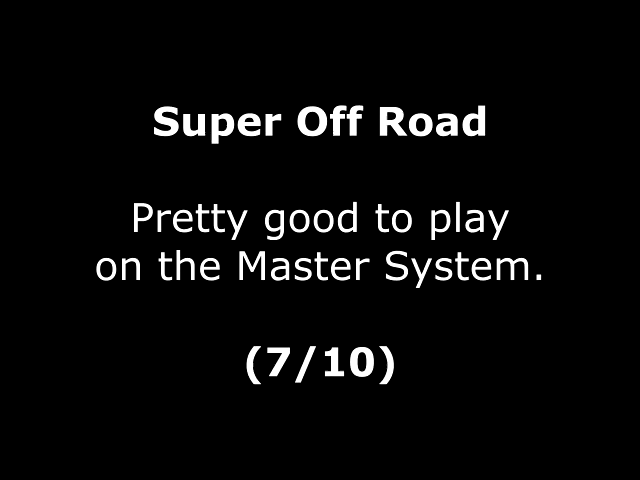 Super Off Road
Pretty good to play
on the Master System.
(7/10)